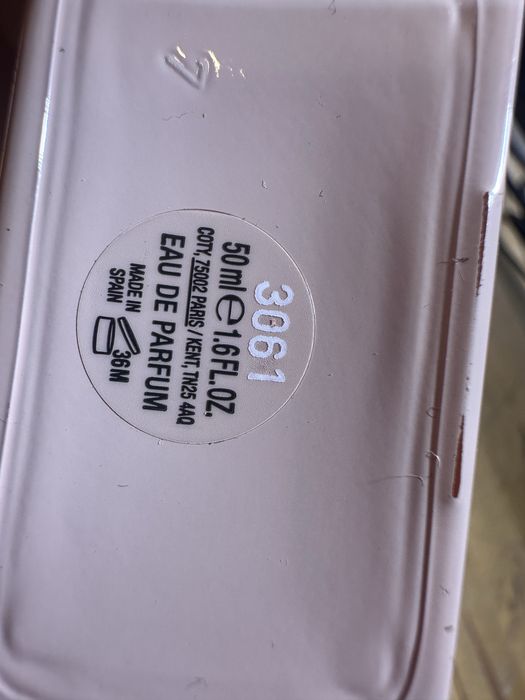 3061
50 ml e 1.6 FL.OZ.
COTY, 75002 PARIS / KENT, TN25 4AQ
EAU DE PARFUM
MADE IN
SPAIN
36M
7